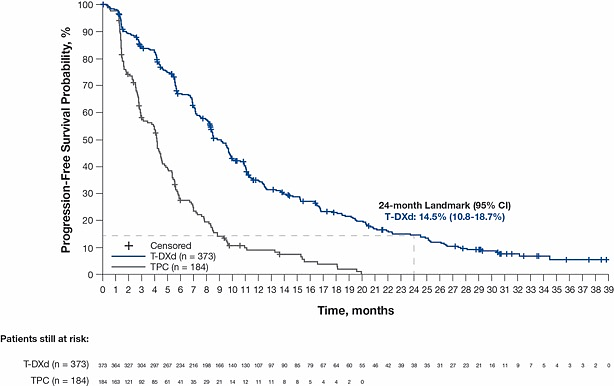 Progression-Free Survival Probability, %
100
90
80
70
60
50
40
30
20
10
0
24-month Landmark (95% CI)
T-DXd: 14.5% (10.8-18.7%)
Censored
T-DXd (n = 373)
TPC (n = 184)
0 1 2 3 4 5 6 7 8 9 10 11 12 13 14 15 16 17 18 19 20 21 22 23 24 25 26 27 28 29 30 31 32 33 34 35 36 37 38 39
Time, months
Patients still at risk:
T-DXd (n = 373) 373 364 327 304 297 267 234 216 198 166 140 130 107 97 90 85 79 67 64 60 55 46 42 39 38 35 29 27 23 21 16 11 9 7 5 4 3 3 2 0
TPC (n = 184) 184 163 121 92 85 61 41 35 29 21 14 12 11 11 8 8 5 4 4 2 0